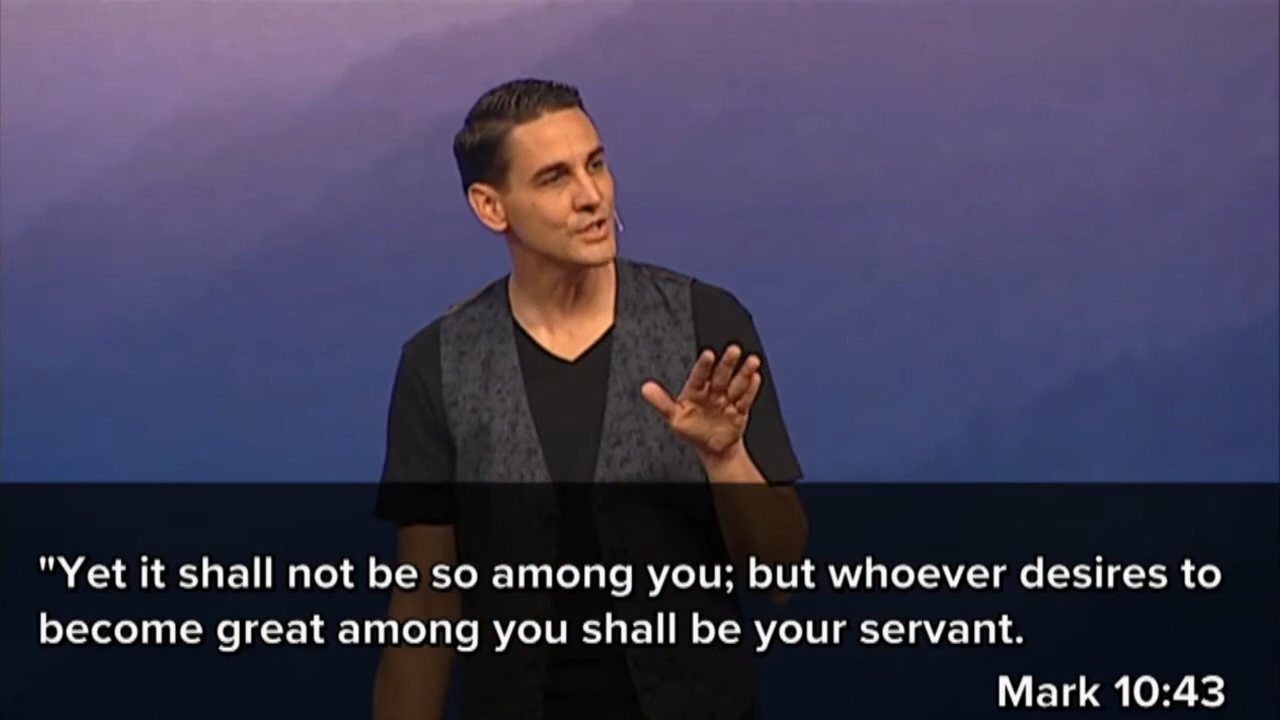 "Yet it shall not be so among you; but whoever desires to
become great among you shall be your servant.
Mark 10:43